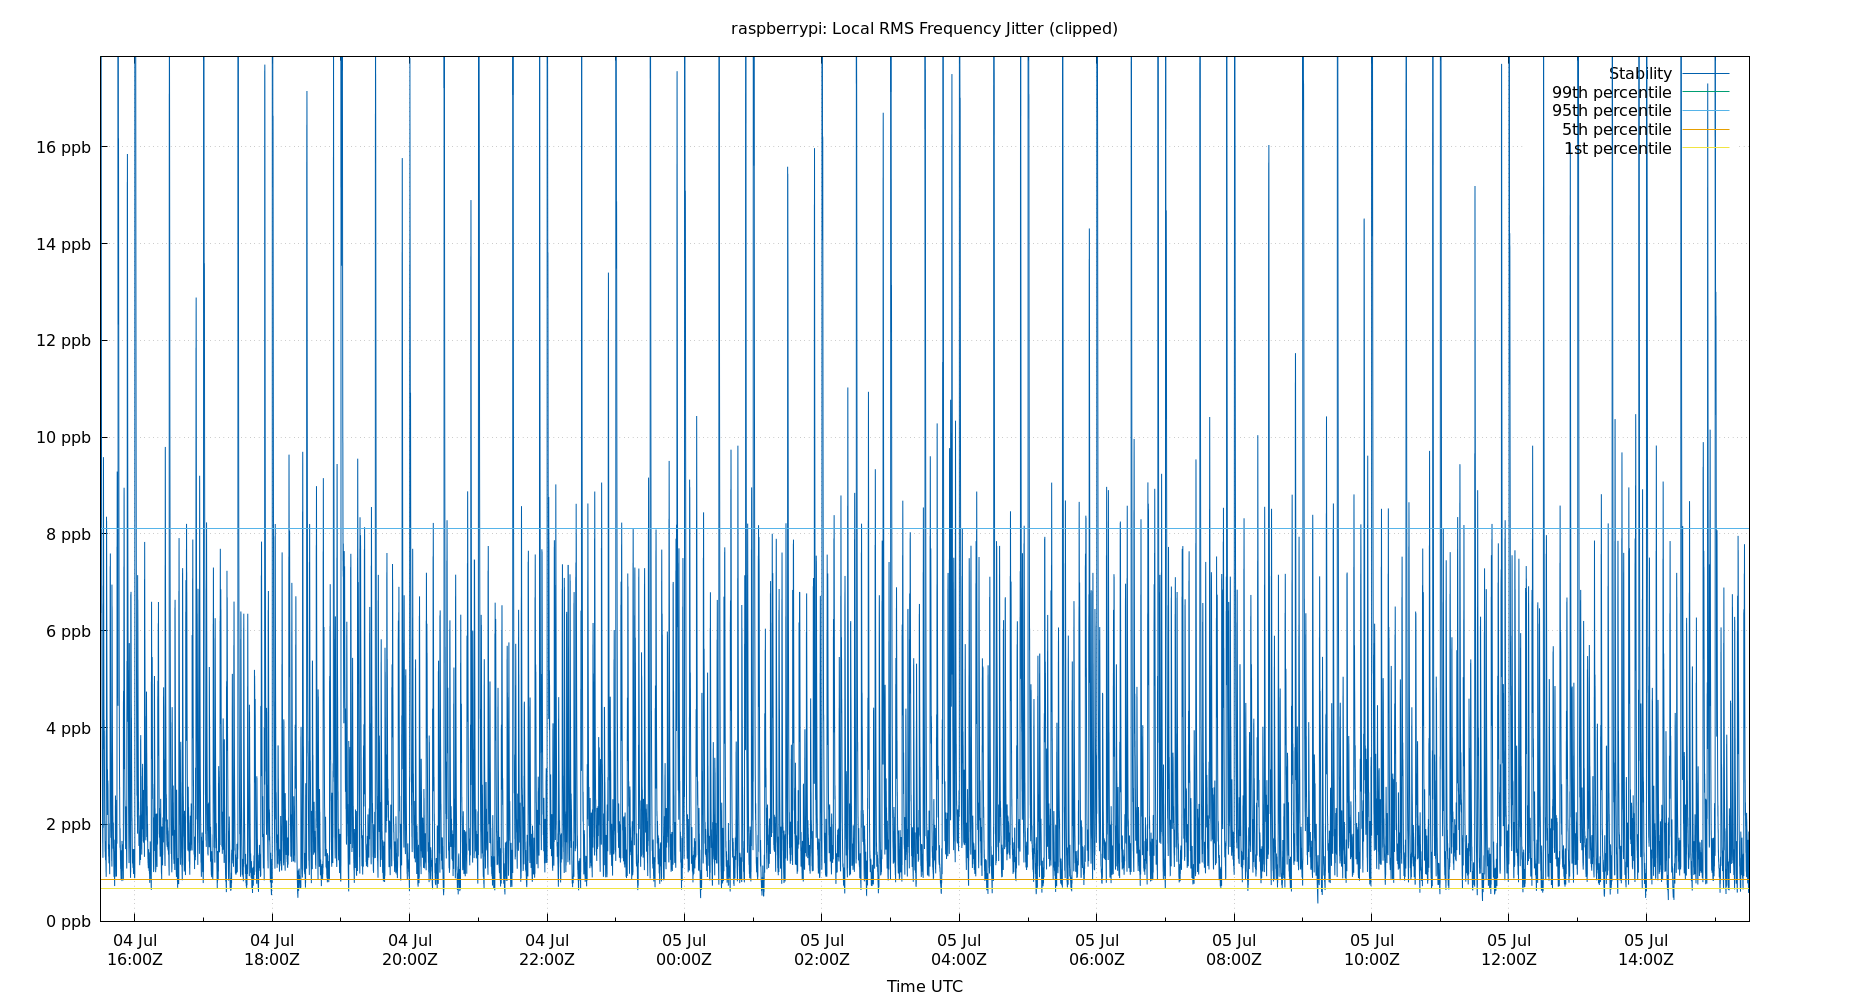 raspberrypi: Local RMS Frequency Jitter (clipped)
Stability
99th percentile
95th percentile
5th percentile
1st percentile
16 ppb
14 ppb
12 ppb
10 ppb
8 ppb
6 ppb
4 ppb
2 ppb
0 ppb
04 Jul 04 Jul 04 Jul 04 Jul 05 Jul 05 Jul 05 Jul 05 Jul 05 Jul 05 Jul 05 Jul 05 Jul
16:00Z 18:00Z 20:00Z 22:00Z 00:00Z 02:00Z 04:00Z 06:00Z 08:00Z 10:00Z 12:00Z 14:00Z
Time UTC